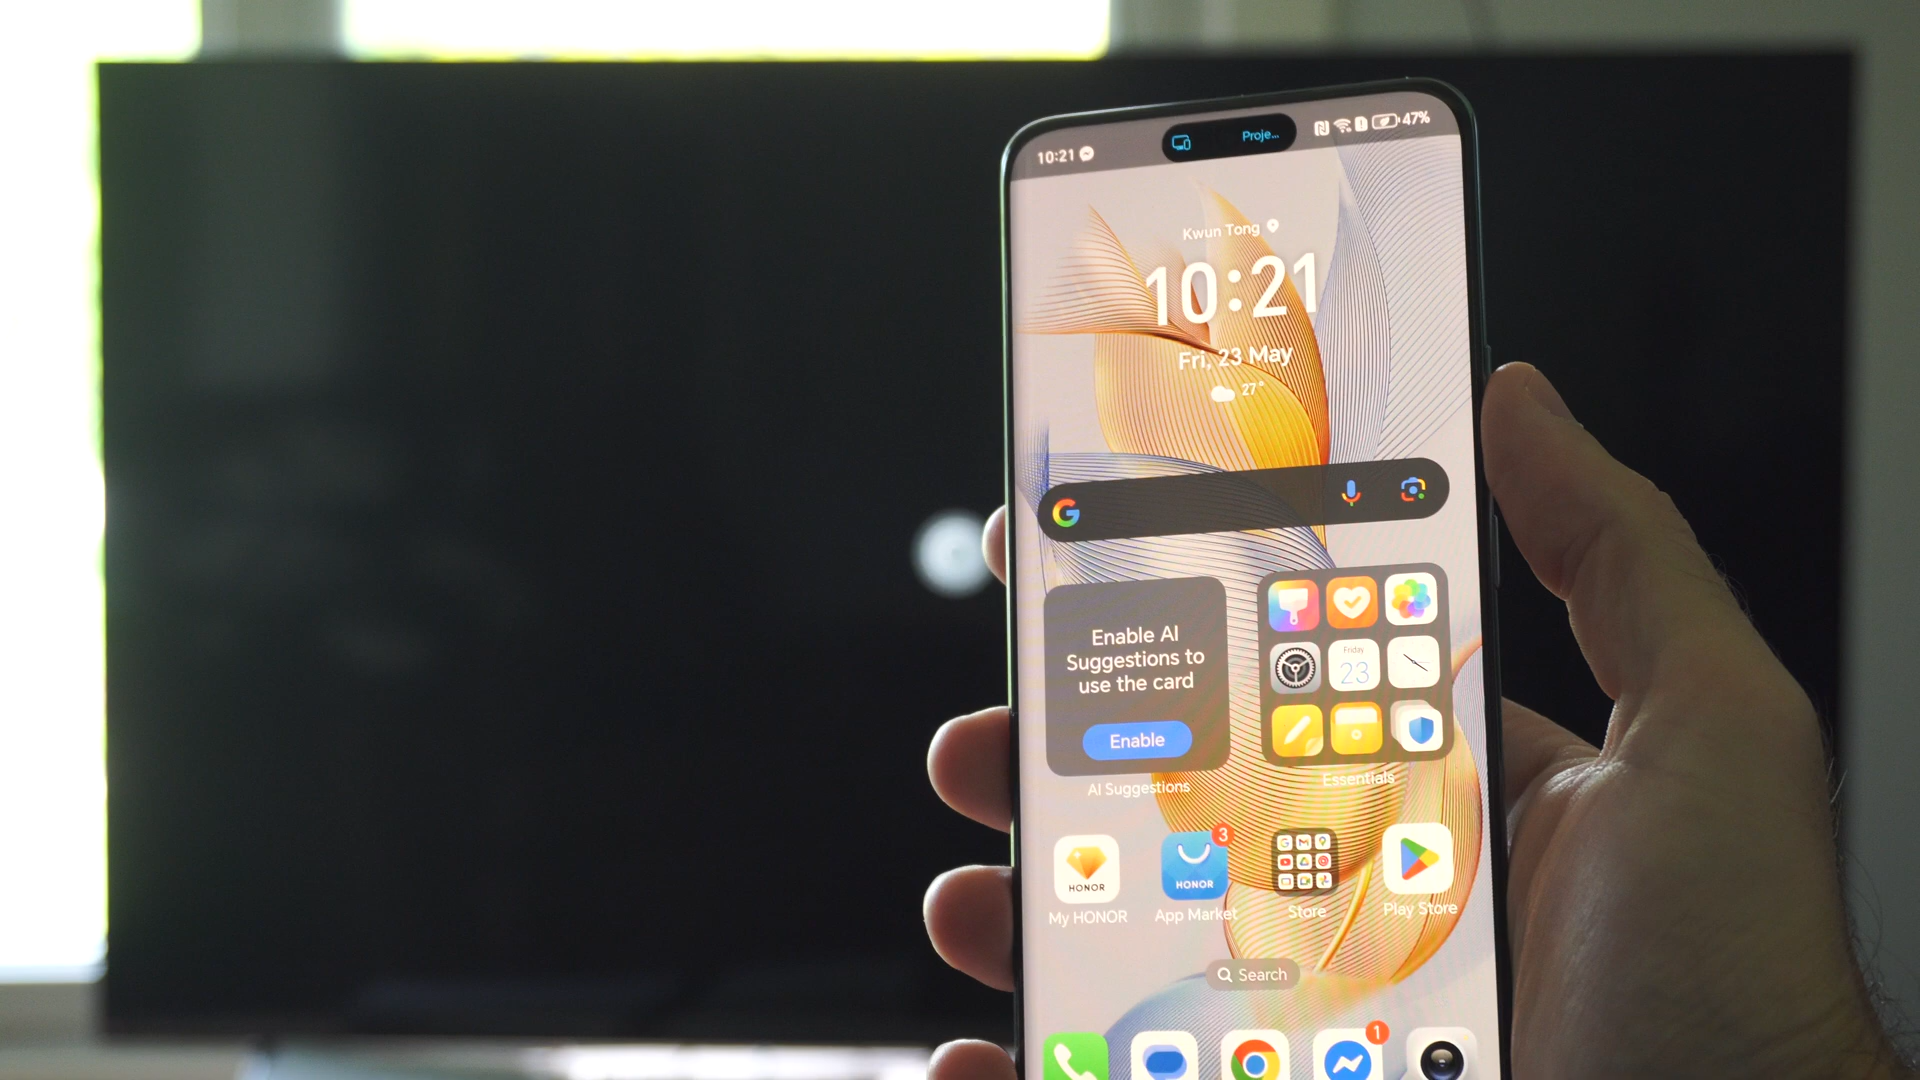 10:21
Proje...
47%
Kwun Tong
10:21
Fri, 23 May
27°
Enable AI
Suggestions to
use the card
Enable
AI Suggestions
Friday
23
Essentials
HONOR
My HONOR
3
HONOR
App Market
Store
Play Store
Search
1